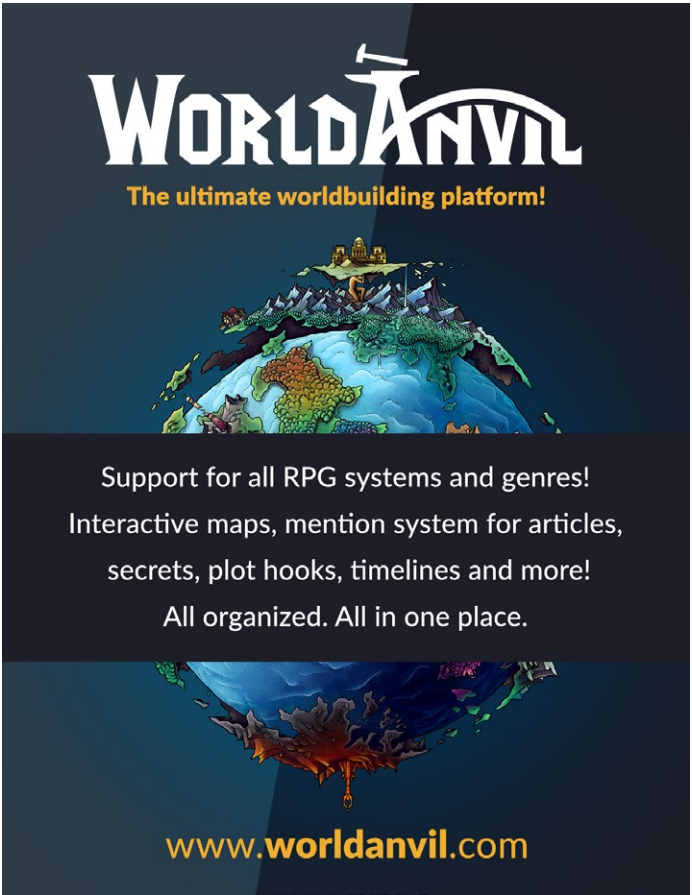 WORLDANVIL
The ultimate worldbuilding platform!
Support for all RPG systems and genres!
Interactive maps, mention system for articles,
secrets, plot hooks, timelines and more!
All organized. All in one place.
www.worldanvil.com